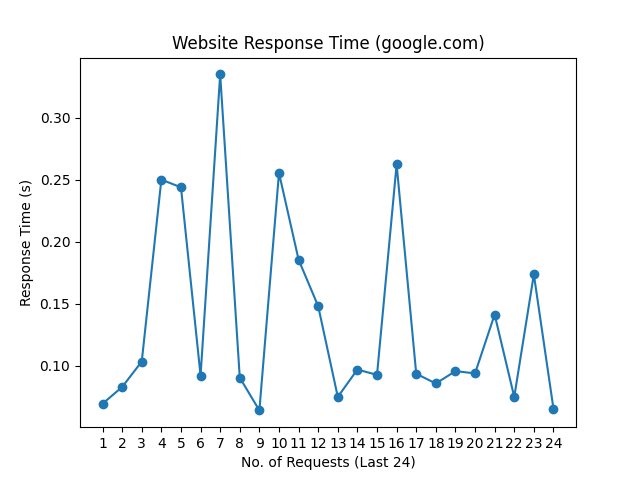 Website Response Time (google.com)
0.30
0.25
0.20
0.15
0.10
Response Time (s)
1 2 3 4 5 6 7 8 9 10 11 12 13 14 15 16 17 18 19 20 21 22 23 24
No. of Requests (Last 24)